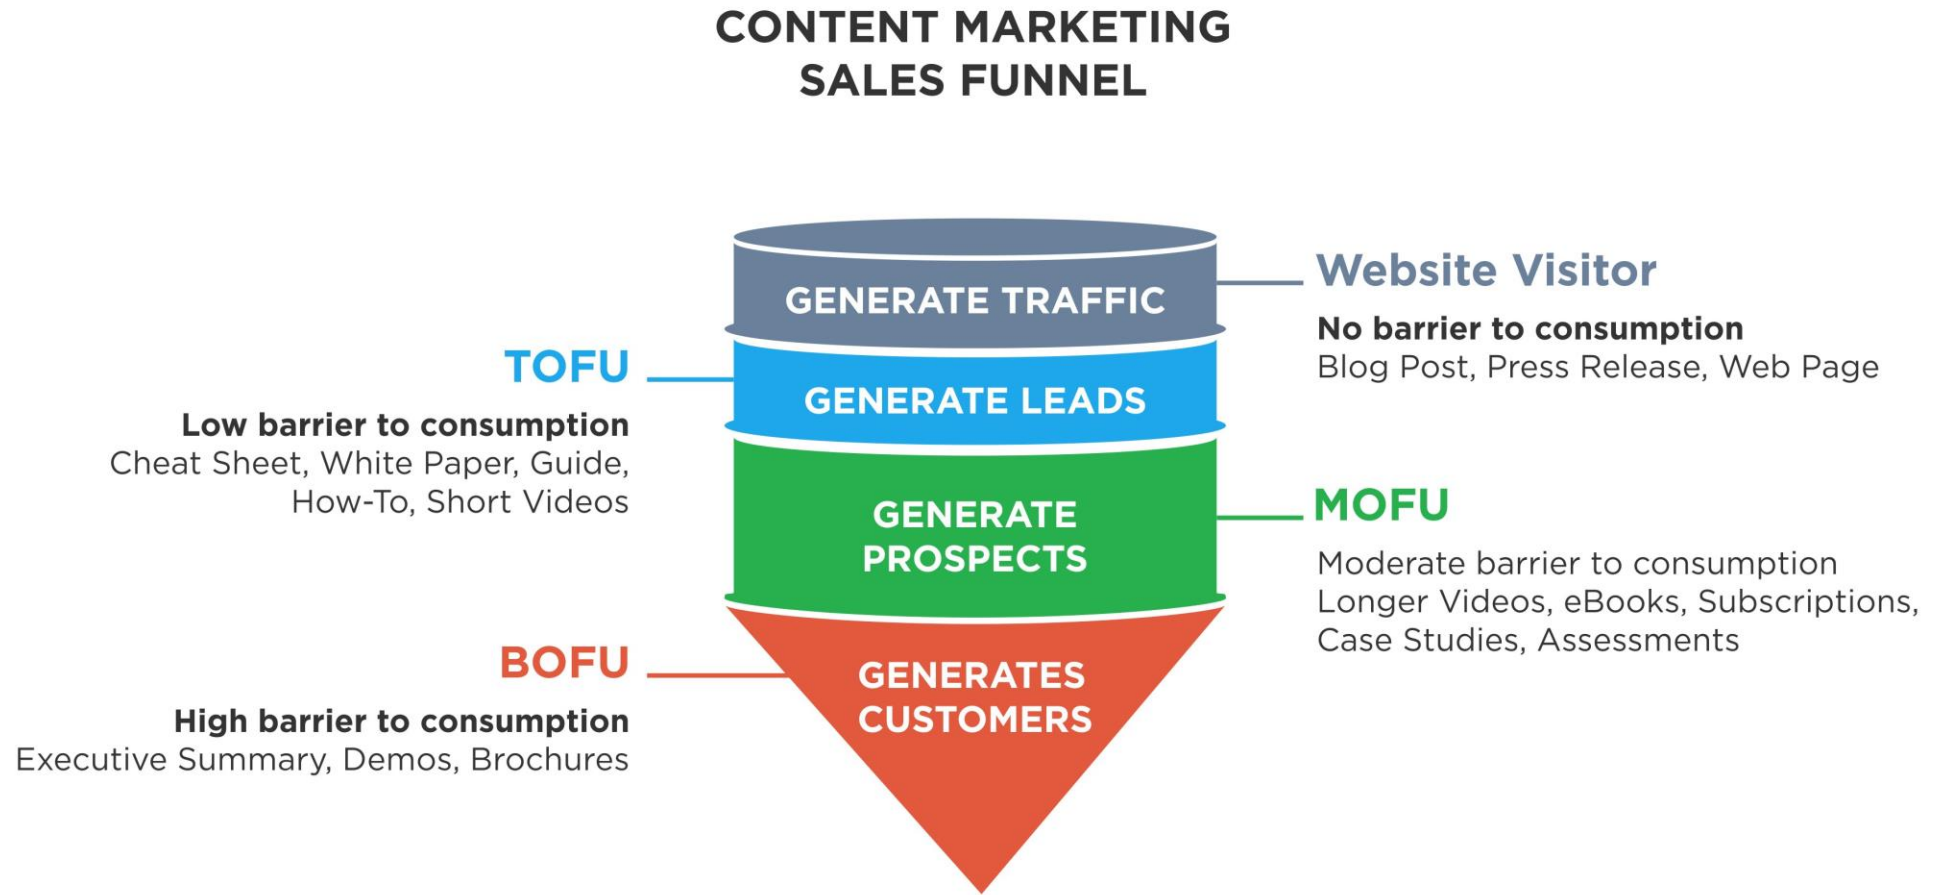 CONTENT MARKETING
SALES FUNNEL
GENERATE TRAFFIC
Website Visitor
No barrier to consumption
Blog Post, Press Release, Web Page
TOFU
Low barrier to consumption
Cheat Sheet, White Paper, Guide,
How-To, Short Videos
GENERATE LEADS
GENERATE
PROSPECTS
MOFU
Moderate barrier to consumption
Longer Videos, eBooks, Subscriptions,
Case Studies, Assessments
BOFU
High barrier to consumption
Executive Summary, Demos, Brochures
GENERATES
CUSTOMERS